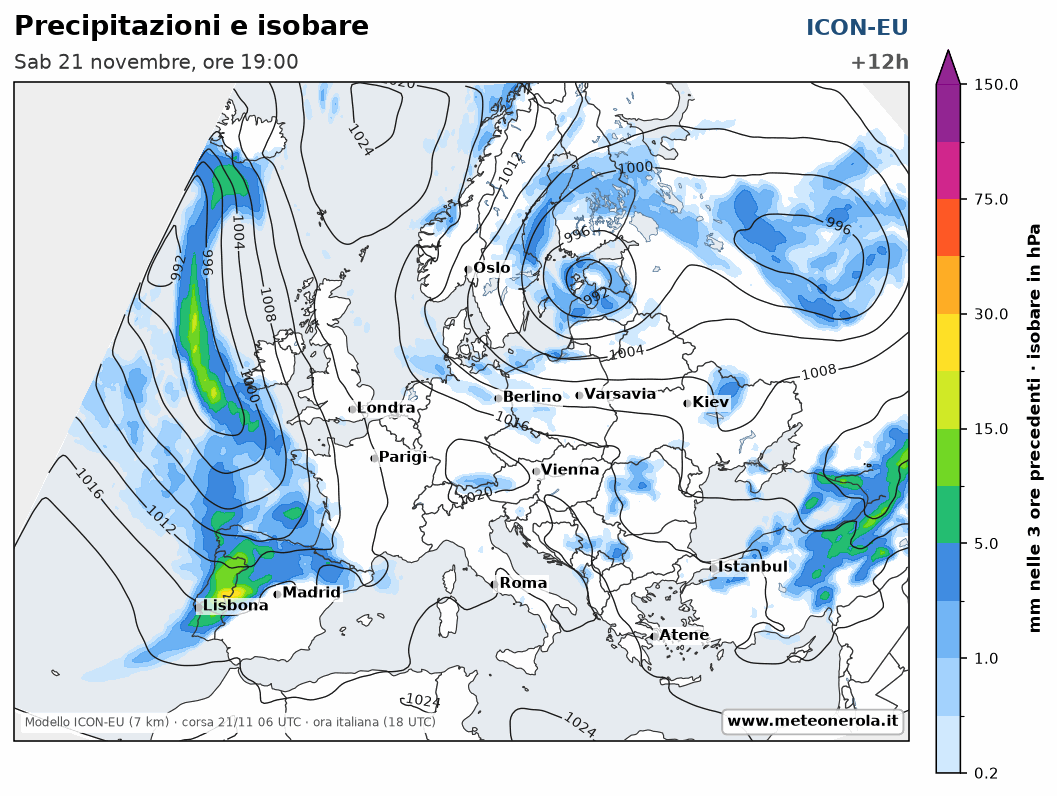 Precipitazioni e isobare
ICON-EU
Sab 21 novembre, ore 19:00
+12h
1020
1024
1012
1000
996
1004
992
996
996
992
1008
1004
1008
1000
1016
1020
1016
1012
1024
1024
Oslo
Londra
Berlino
Varsavia
Kiev
Parigi
Vienna
Istanbul
Roma
Madrid
Lisbona
Atene
Modello ICON-EU (7 km) · corsa 21/11 06 UTC · ora italiana (18 UTC)
www.meteonerola.it
150.0
75.0
30.0
15.0
5.0
1.0
0.2
mm nelle 3 ore precedenti · isobare in hPa